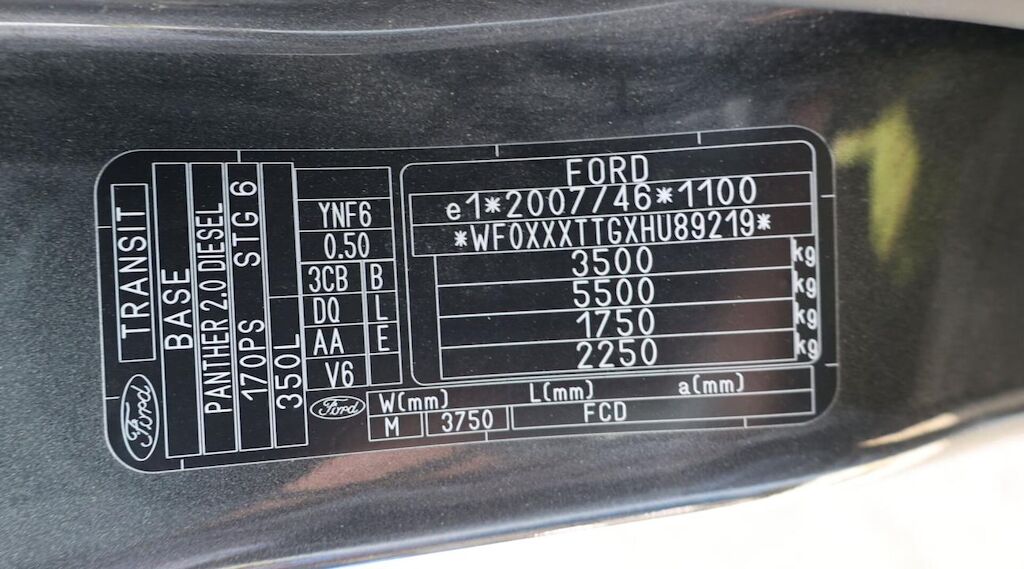 TRANSIT
Ford
BASE
PANTHER 2.0 DIESEL
170PS STG 6
350L
YNF6
0.50
3CB B
DQ L
AA E
V6
Ford
FORD
e1*2007/46*1100
*WF0XXXTTGXHU89219*
3500 kg
5500 kg
1750 kg
2250 kg
W(mm) L(mm) a(mm)
M 3750 FCD